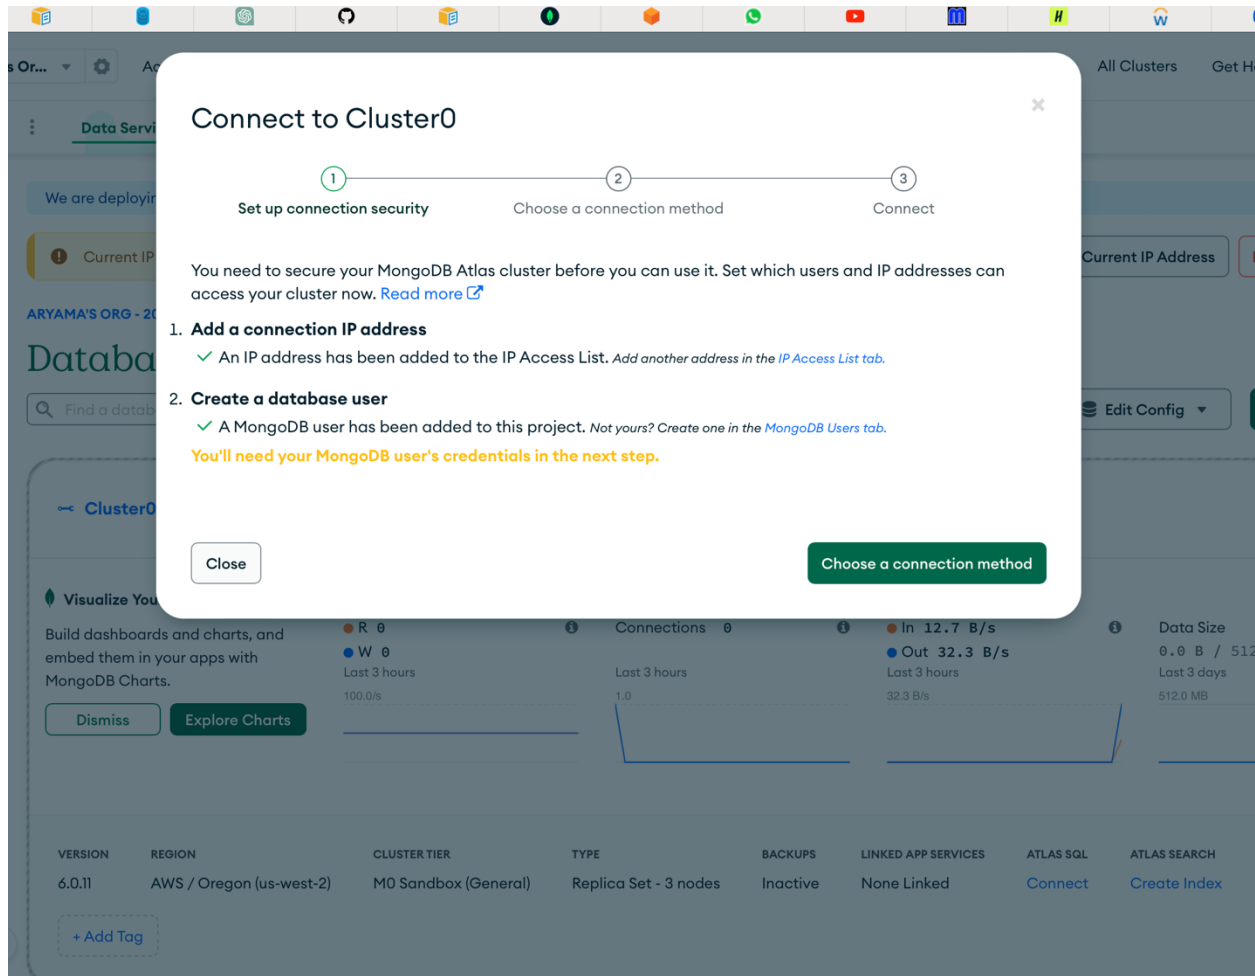 s Or...
Ac
All Clusters
Get H
Data Servi
Connect to Cluster0
1
2
3
Set up connection security
Choose a connection method
Connect
We are deployin
Current IP
Current IP Address
You need to secure your MongoDB Atlas cluster before you can use it. Set which users and IP addresses can
access your cluster now. Read more
ARYAMA'S ORG - 20
Databa
1. Add a connection IP address
An IP address has been added to the IP Access List. Add another address in the IP Access List tab.
Find a datab
2. Create a database user
Edit Config
A MongoDB user has been added to this project. Not yours? Create one in the MongoDB Users tab.
You'll need your MongoDB user's credentials in the next step.
Cluster0
Close
Choose a connection method
Visualize You
Build dashboards and charts, and
embed them in your apps with
MongoDB Charts.
Dismiss
Explore Charts
R 0
W 0
Last 3 hours
100.0/s
Connections 0
Last 3 hours
1.0
In 12.7 B/s
Out 32.3 B/s
Last 3 hours
32.3 B/s
Data Size
0.0 B / 512
Last 3 days
512.0 MB
VERSION REGION CLUSTER TIER TYPE BACKUPS LINKED APP SERVICES ATLAS SQL ATLAS SEARCH
6.0.11 AWS / Oregon (us-west-2) M0 Sandbox (General) Replica Set - 3 nodes Inactive None Linked Connect Create Index
+ Add Tag